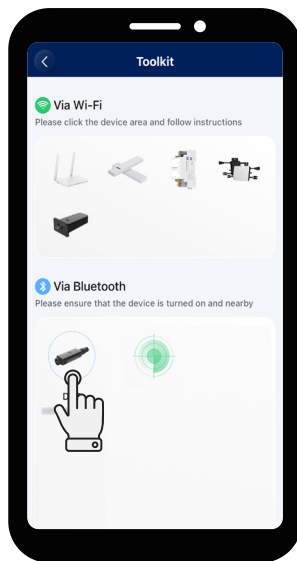 Toolkit
Via Wi-Fi
Please click the device area and follow instructions
Via Bluetooth
Please ensure that the device is turned on and nearby